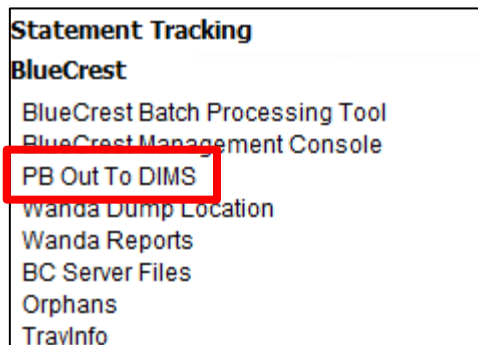 Statement Tracking
BlueCrest
BlueCrest Batch Processing Tool
BlueCrest Management Console
PB Out To DIMS
Wanda Dump Location
Wanda Reports
BC Server Files
Orphans
TrayInfo